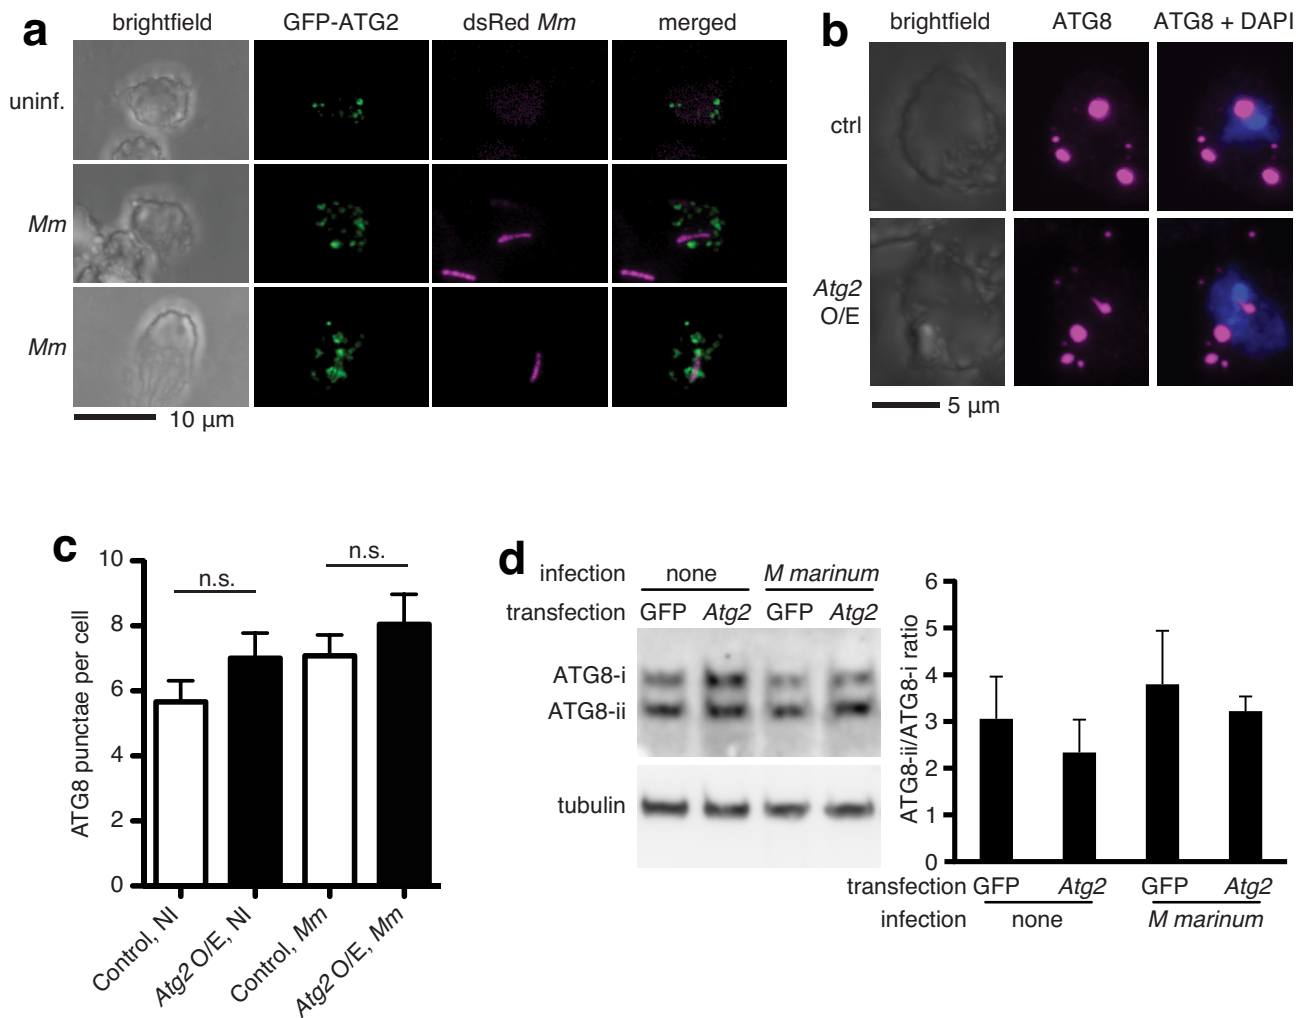 a
brightfield GFP-ATG2 dsRed Mm merged
uninf.
Mm
Mm
10 µm
b
brightfield ATG8 ATG8 + DAPI
ctrl
Atg2
O/E
5 µm
c
ATG8 punctae per cell
10
8
6
4
2
0
n.s.
n.s.
Control, NI
Atg2 O/E, NI
Control, Mm
Atg2 O/E, Mm
d
infection none M marinum
transfection GFP Atg2 GFP Atg2
ATG8-i
ATG8-ii
tubulin
ATG8-ii/ATG8-i ratio
6
5
4
3
2
1
0
transfection GFP Atg2 GFP Atg2
infection none M marinum